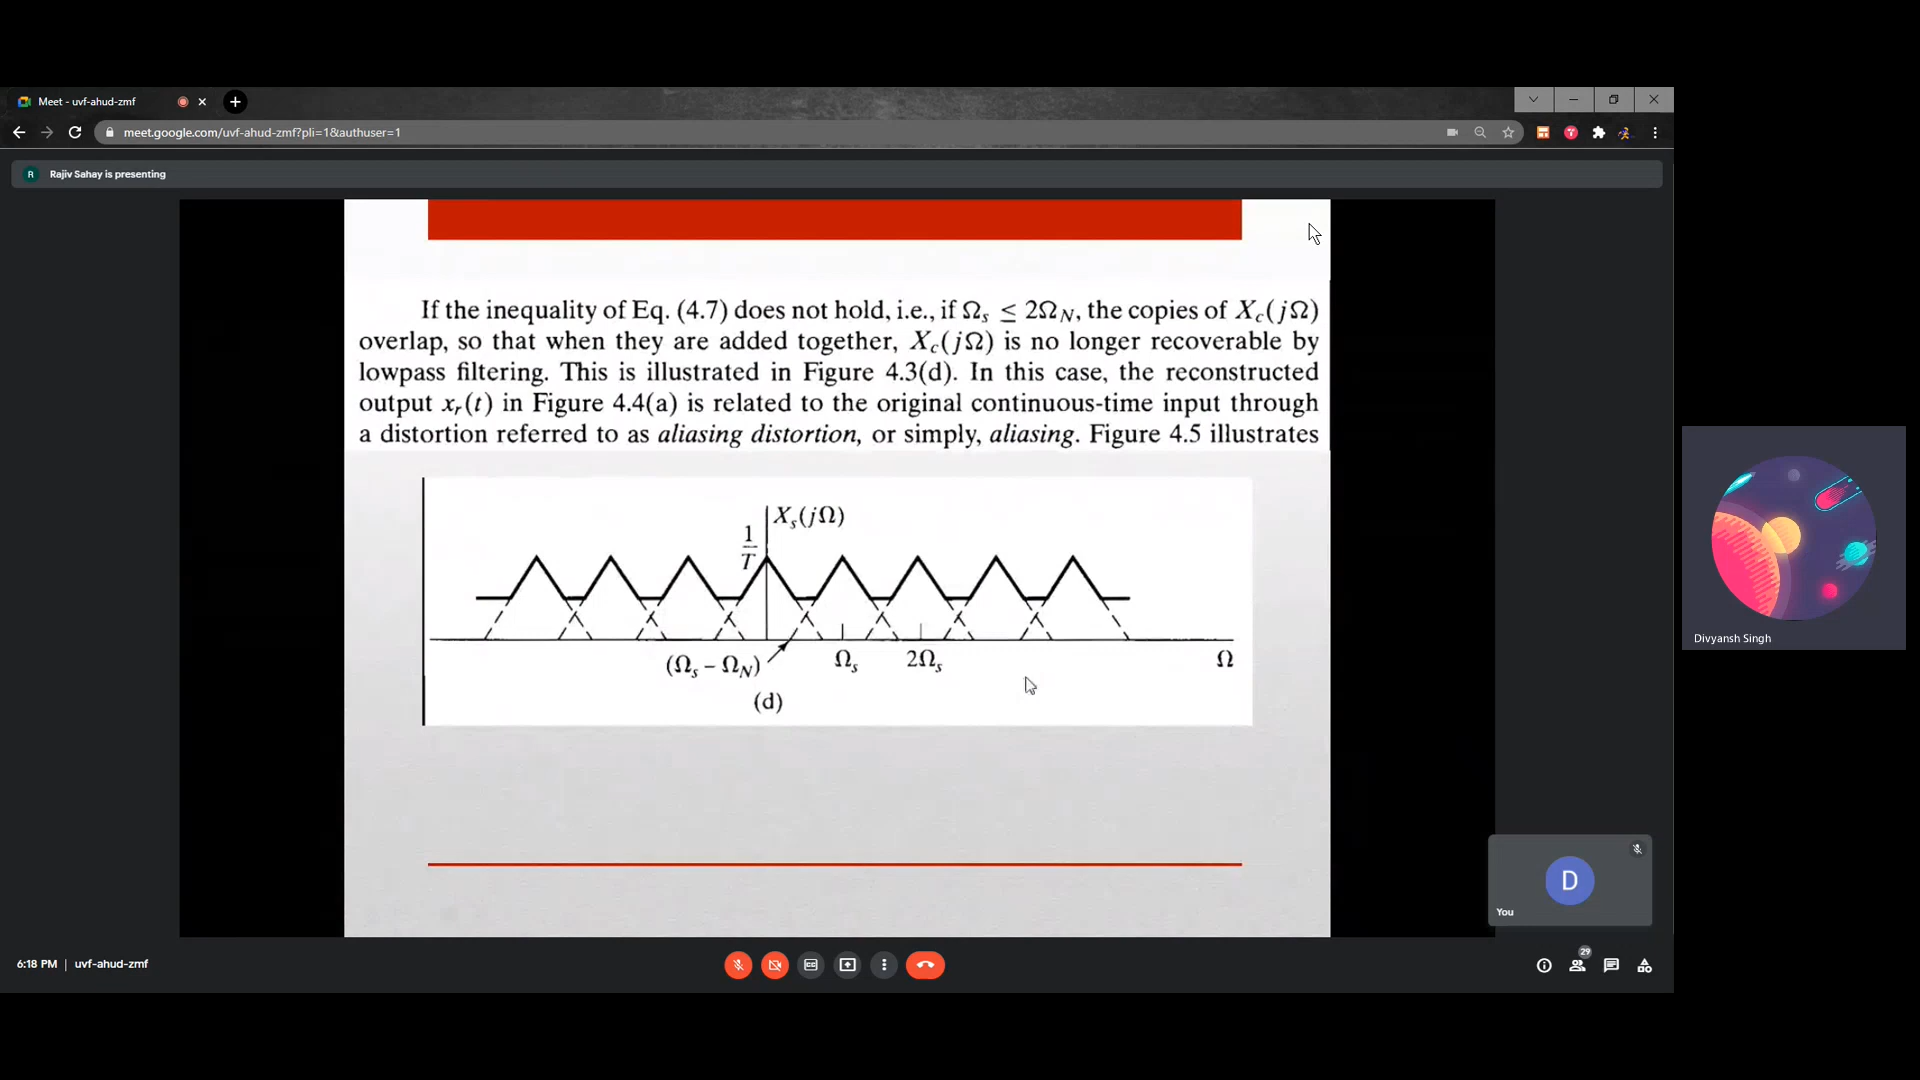 Meet - uvf-ahud-zmf
meet.google.com/uvf-ahud-zmf?pli=1&authuser=1
R Rajiv Sahay is presenting
If the inequality of Eq. (4.7) does not hold, i.e., if Ωs ≤ 2ΩN, the copies of Xc(jΩ)
overlap, so that when they are added together, Xc(jΩ) is no longer recoverable by
lowpass filtering. This is illustrated in Figure 4.3(d). In this case, the reconstructed
output xr(t) in Figure 4.4(a) is related to the original continuous-time input through
a distortion referred to as aliasing distortion, or simply, aliasing. Figure 4.5 illustrates
Xs(jΩ)
1/T
(Ωs – ΩN) Ωs 2Ωs Ω
(d)
Divyansh Singh
D
You
6:18 PM | uvf-ahud-zmf
29